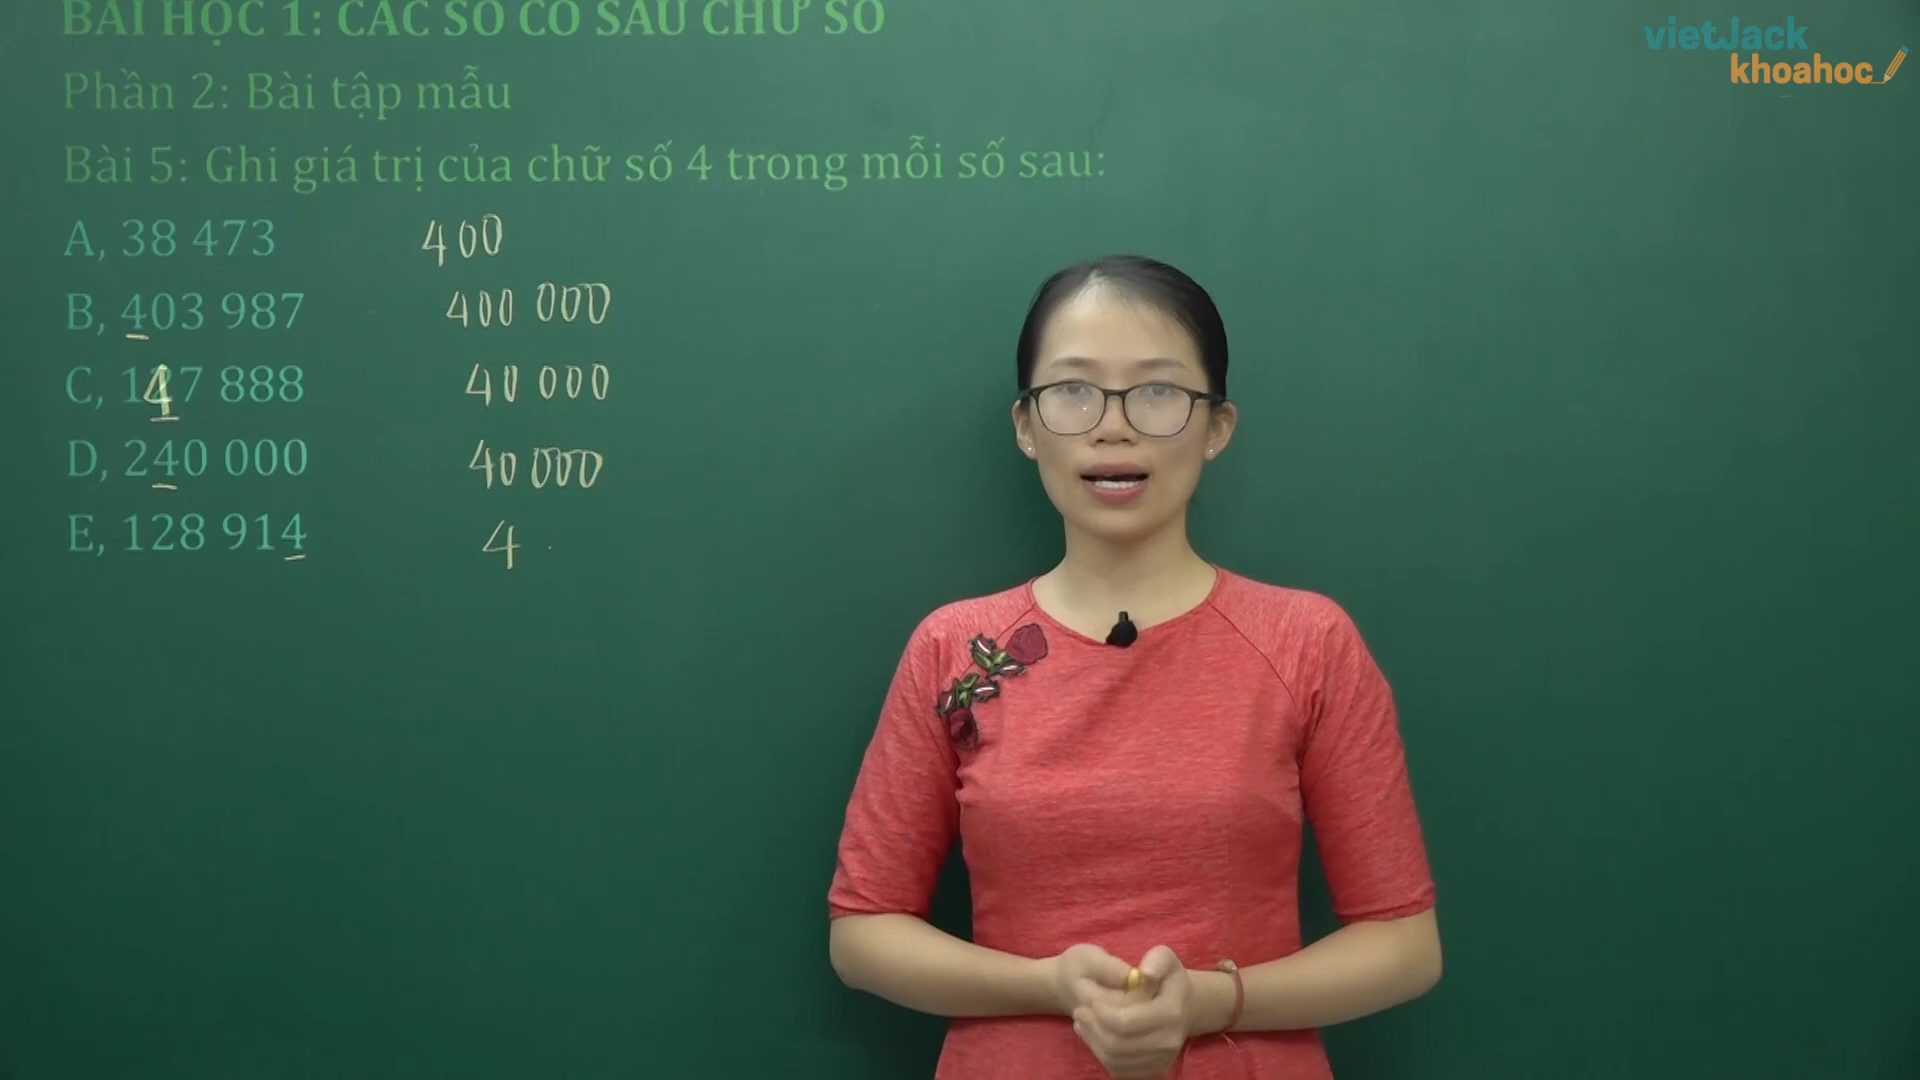 BÀI HỌC 1: CÁC SỐ CÓ SÁU CHỮ SỐ
vietJack
khoahoc
Phần 2: Bài tập mẫu
Bài 5: Ghi giá trị của chữ số 4 trong mỗi số sau:
A, 38 473 400
B, 403 987 400 000
C, 147 888 40 000
D, 240 000 40 000
E, 128 914 4